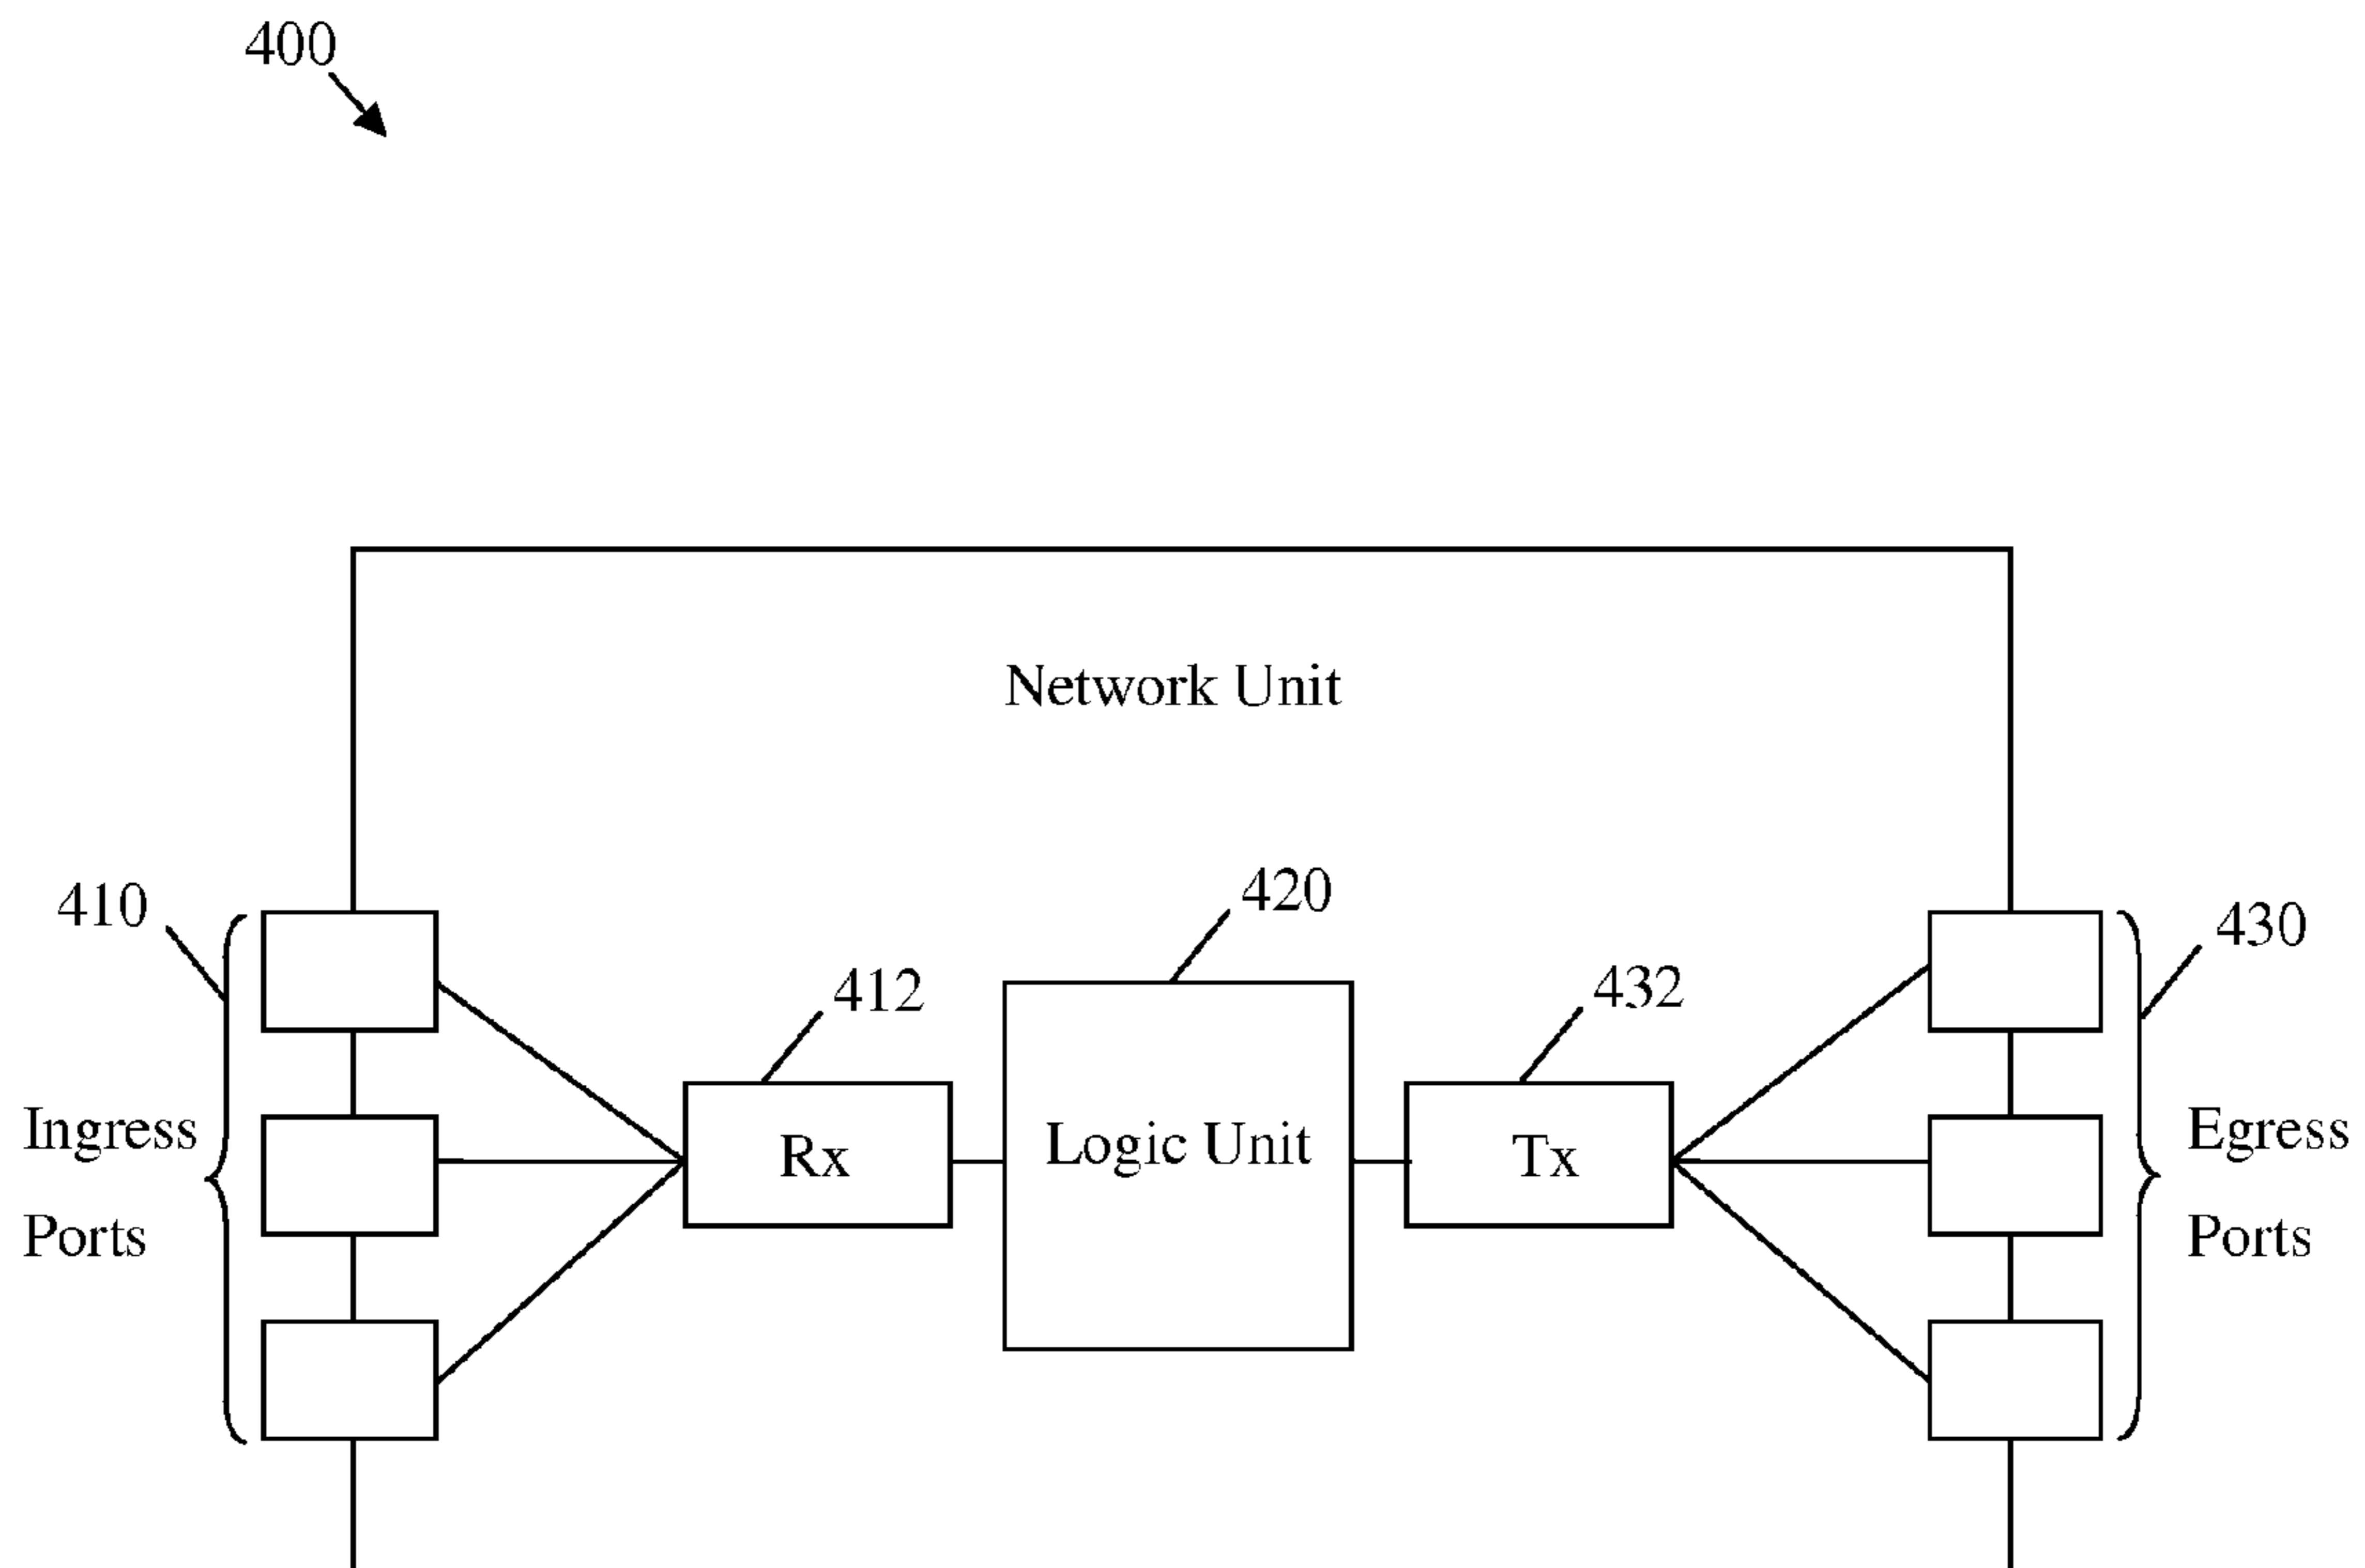 400
Network Unit
410
420
430
412
432
Ingress
Ports
Rx
Logic Unit
Tx
Egress
Ports